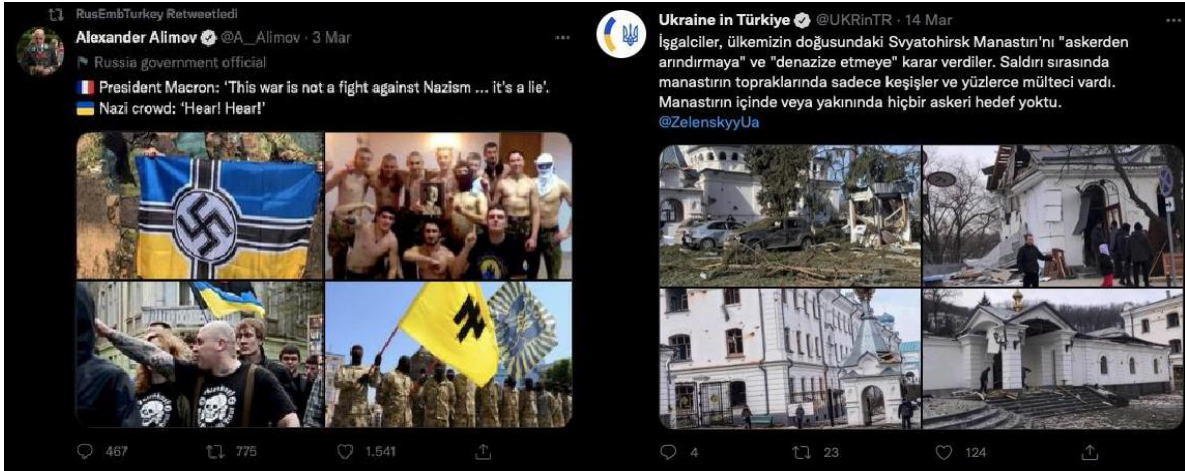 RusEmbTurkey Retweetledi
Alexander Alimov @A__Alimov · 3 Mar
Russia government official
President Macron: ‘This war is not a fight against Nazism ... it's a lie’.
Nazi crowd: ‘Hear! Hear!’
467 775 1.541
Ukraine in Türkiye @UKRinTR · 14 Mar
İşgalciler, ülkemizin doğusundaki Svyatohirsk Manastırı'nı "askerden
arındırmaya" ve "denazize etmeye" karar verdiler. Saldırı sırasında
manastırın topraklarında sadece keşişler ve yüzlerce mülteci vardı.
Manastırın içinde veya yakınında hiçbir askeri hedef yoktu.
@ZelenskyyUa
4 23 124